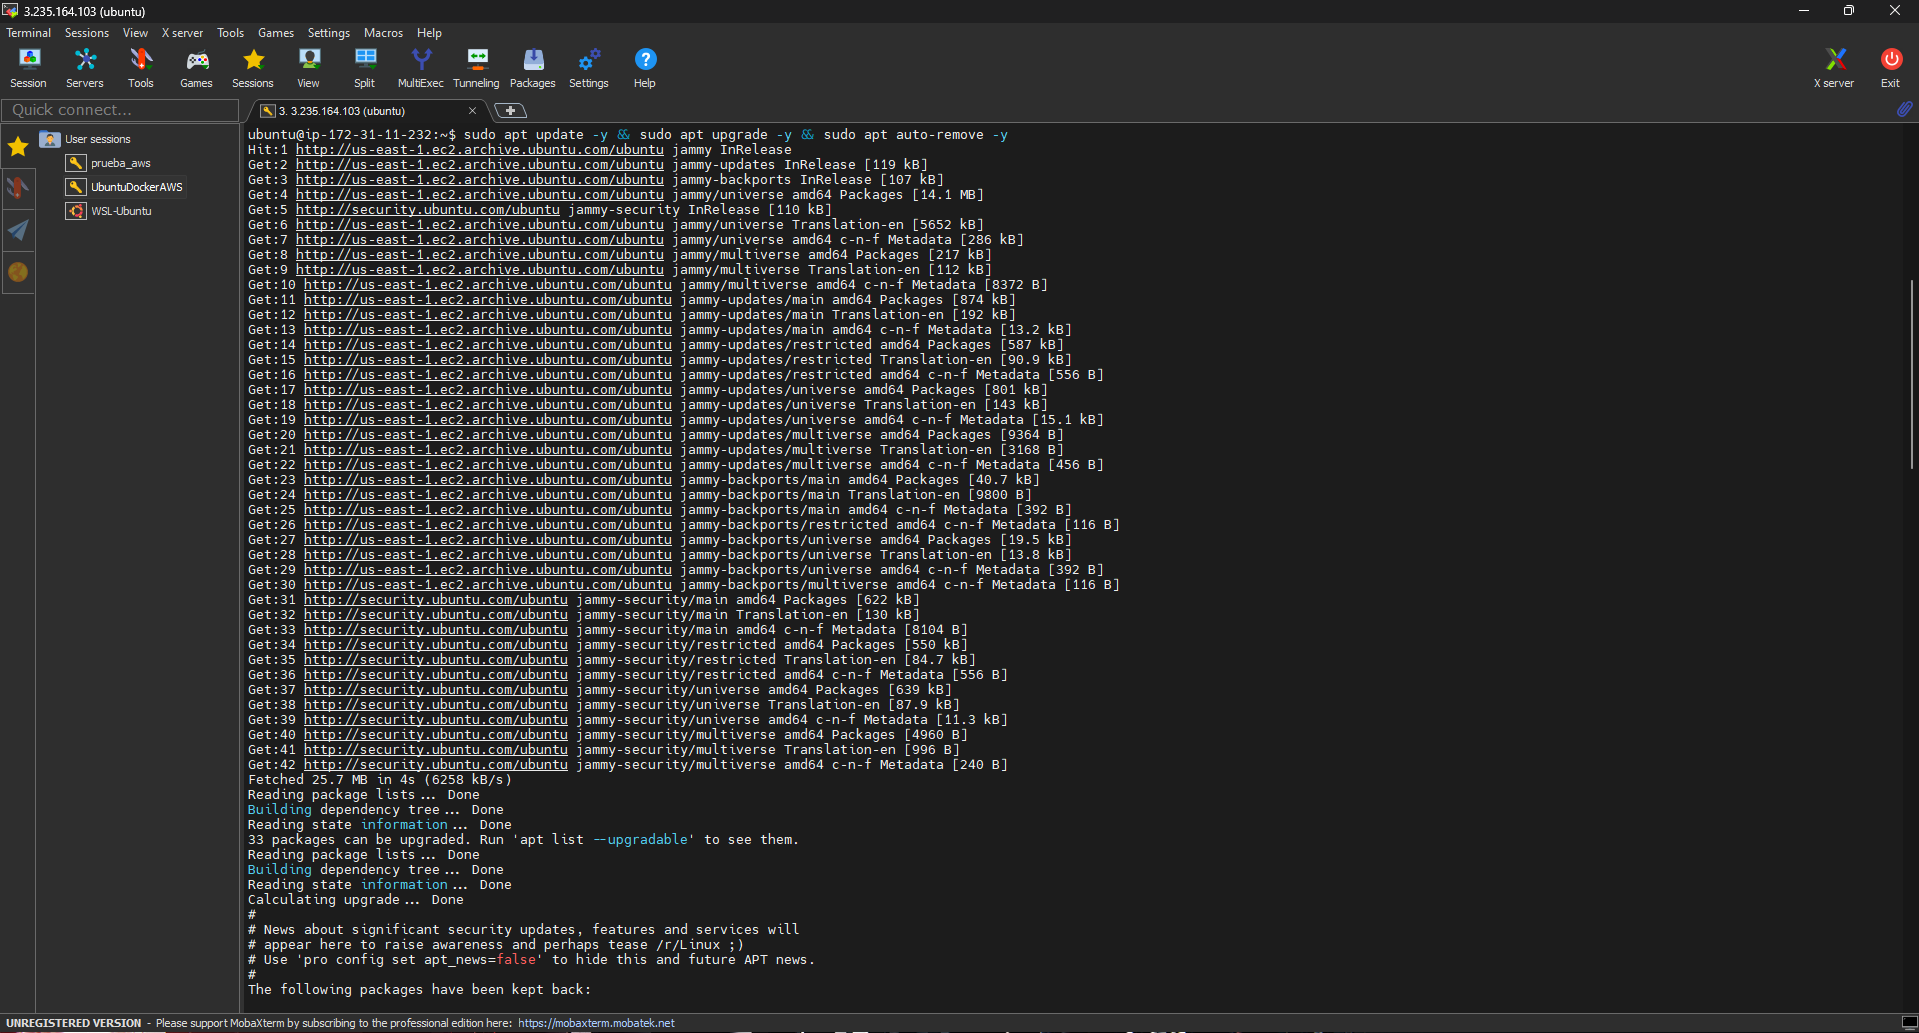 3.235.164.103 (ubuntu)
Terminal Sessions View X server Tools Games Settings Macros Help
Session Servers Tools Games Sessions View Split MultiExec Tunneling Packages Settings Help X server Exit
Quick connect...
3. 3.235.164.103 (ubuntu)
User sessions
prueba_aws
UbuntuDockerAWS
WSL-Ubuntu
ubuntu@ip-172-31-11-232:~$ sudo apt update -y && sudo apt upgrade -y && sudo apt auto-remove -y
Hit:1 http://us-east-1.ec2.archive.ubuntu.com/ubuntu jammy InRelease
Get:2 http://us-east-1.ec2.archive.ubuntu.com/ubuntu jammy-updates InRelease [119 kB]
Get:3 http://us-east-1.ec2.archive.ubuntu.com/ubuntu jammy-backports InRelease [107 kB]
Get:4 http://us-east-1.ec2.archive.ubuntu.com/ubuntu jammy/universe amd64 Packages [14.1 MB]
Get:5 http://security.ubuntu.com/ubuntu jammy-security InRelease [110 kB]
Get:6 http://us-east-1.ec2.archive.ubuntu.com/ubuntu jammy/universe Translation-en [5652 kB]
Get:7 http://us-east-1.ec2.archive.ubuntu.com/ubuntu jammy/universe amd64 c-n-f Metadata [286 kB]
Get:8 http://us-east-1.ec2.archive.ubuntu.com/ubuntu jammy/multiverse amd64 Packages [217 kB]
Get:9 http://us-east-1.ec2.archive.ubuntu.com/ubuntu jammy/multiverse Translation-en [112 kB]
Get:10 http://us-east-1.ec2.archive.ubuntu.com/ubuntu jammy/multiverse amd64 c-n-f Metadata [8372 B]
Get:11 http://us-east-1.ec2.archive.ubuntu.com/ubuntu jammy-updates/main amd64 Packages [874 kB]
Get:12 http://us-east-1.ec2.archive.ubuntu.com/ubuntu jammy-updates/main Translation-en [192 kB]
Get:13 http://us-east-1.ec2.archive.ubuntu.com/ubuntu jammy-updates/main amd64 c-n-f Metadata [13.2 kB]
Get:14 http://us-east-1.ec2.archive.ubuntu.com/ubuntu jammy-updates/restricted amd64 Packages [587 kB]
Get:15 http://us-east-1.ec2.archive.ubuntu.com/ubuntu jammy-updates/restricted Translation-en [90.9 kB]
Get:16 http://us-east-1.ec2.archive.ubuntu.com/ubuntu jammy-updates/restricted amd64 c-n-f Metadata [556 B]
Get:17 http://us-east-1.ec2.archive.ubuntu.com/ubuntu jammy-updates/universe amd64 Packages [801 kB]
Get:18 http://us-east-1.ec2.archive.ubuntu.com/ubuntu jammy-updates/universe Translation-en [143 kB]
Get:19 http://us-east-1.ec2.archive.ubuntu.com/ubuntu jammy-updates/universe amd64 c-n-f Metadata [15.1 kB]
Get:20 http://us-east-1.ec2.archive.ubuntu.com/ubuntu jammy-updates/multiverse amd64 Packages [9364 B]
Get:21 http://us-east-1.ec2.archive.ubuntu.com/ubuntu jammy-updates/multiverse Translation-en [3168 B]
Get:22 http://us-east-1.ec2.archive.ubuntu.com/ubuntu jammy-updates/multiverse amd64 c-n-f Metadata [456 B]
Get:23 http://us-east-1.ec2.archive.ubuntu.com/ubuntu jammy-backports/main amd64 Packages [40.7 kB]
Get:24 http://us-east-1.ec2.archive.ubuntu.com/ubuntu jammy-backports/main Translation-en [9800 B]
Get:25 http://us-east-1.ec2.archive.ubuntu.com/ubuntu jammy-backports/main amd64 c-n-f Metadata [392 B]
Get:26 http://us-east-1.ec2.archive.ubuntu.com/ubuntu jammy-backports/restricted amd64 c-n-f Metadata [116 B]
Get:27 http://us-east-1.ec2.archive.ubuntu.com/ubuntu jammy-backports/universe amd64 Packages [19.5 kB]
Get:28 http://us-east-1.ec2.archive.ubuntu.com/ubuntu jammy-backports/universe Translation-en [13.8 kB]
Get:29 http://us-east-1.ec2.archive.ubuntu.com/ubuntu jammy-backports/universe amd64 c-n-f Metadata [392 B]
Get:30 http://us-east-1.ec2.archive.ubuntu.com/ubuntu jammy-backports/multiverse amd64 c-n-f Metadata [116 B]
Get:31 http://security.ubuntu.com/ubuntu jammy-security/main amd64 Packages [622 kB]
Get:32 http://security.ubuntu.com/ubuntu jammy-security/main Translation-en [130 kB]
Get:33 http://security.ubuntu.com/ubuntu jammy-security/main amd64 c-n-f Metadata [8104 B]
Get:34 http://security.ubuntu.com/ubuntu jammy-security/restricted amd64 Packages [550 kB]
Get:35 http://security.ubuntu.com/ubuntu jammy-security/restricted Translation-en [84.7 kB]
Get:36 http://security.ubuntu.com/ubuntu jammy-security/restricted amd64 c-n-f Metadata [556 B]
Get:37 http://security.ubuntu.com/ubuntu jammy-security/universe amd64 Packages [639 kB]
Get:38 http://security.ubuntu.com/ubuntu jammy-security/universe Translation-en [87.9 kB]
Get:39 http://security.ubuntu.com/ubuntu jammy-security/universe amd64 c-n-f Metadata [11.3 kB]
Get:40 http://security.ubuntu.com/ubuntu jammy-security/multiverse amd64 Packages [4960 B]
Get:41 http://security.ubuntu.com/ubuntu jammy-security/multiverse Translation-en [996 B]
Get:42 http://security.ubuntu.com/ubuntu jammy-security/multiverse amd64 c-n-f Metadata [240 B]
Fetched 25.7 MB in 4s (6258 kB/s)
Reading package lists... Done
Building dependency tree... Done
Reading state information... Done
33 packages can be upgraded. Run 'apt list --upgradable' to see them.
Reading package lists... Done
Building dependency tree... Done
Reading state information... Done
Calculating upgrade... Done
#
# News about significant security updates, features and services will
# appear here to raise awareness and perhaps tease /r/Linux ;)
# Use 'pro config set apt_news=false' to hide this and future APT news.
#
The following packages have been kept back:
UNREGISTERED VERSION - Please support MobaXterm by subscribing to the professional edition here: https://mobaxterm.mobatek.net